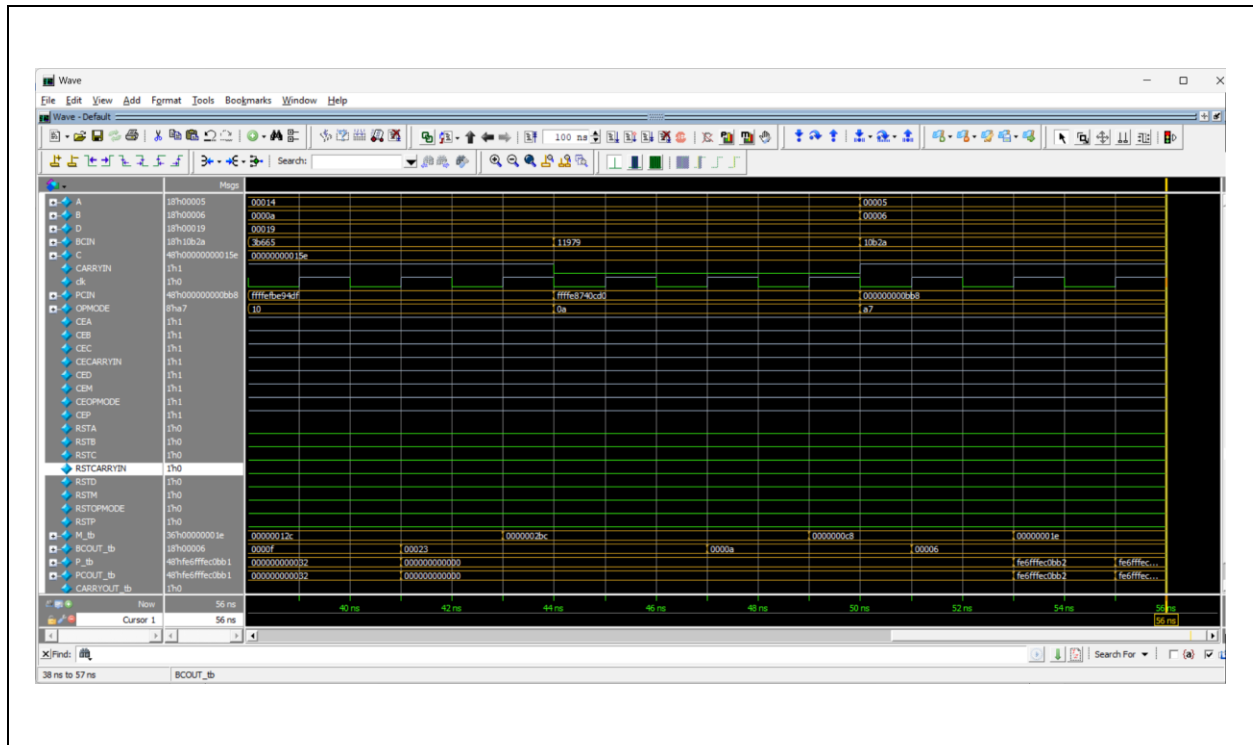 Wave
File Edit View Add Format Tools Bookmarks Window Help
Wave - Default
100 ns
Search:
Msgs
A 18'h00005 00014 00005
B 18'h00006 0000a 00006
D 18'h00019 00019
BCIN 18'h10b2a 3b665 11979 10b2a
C 48'h00000000015e 00000000015e
CARRYIN 1'h1
clk 1'h0
PCIN 48'h000000000bb8 ffffefbe94df ffffe8740cd0 000000000bb8
OPMODE 8'ha7 10 0a a7
CEA 1'h1
CEB 1'h1
CEC 1'h1
CECARRYIN 1'h1
CED 1'h1
CEM 1'h1
CEOPMODE 1'h1
CEP 1'h1
RSTA 1'h0
RSTB 1'h0
RSTC 1'h0
RSTCARRYIN 1'h0
RSTD 1'h0
RSTM 1'h0
RSTOPMODE 1'h0
RSTP 1'h0
M_tb 36'h00000001e 00000012c 0000002bc 0000000c8 00000001e
BCOUT_tb 18'h00006 0000f 00023 0000a 00006
P_tb 48'hfe6fffec0bb1 000000000032 000000000000 fe6fffec0bb2 fe6fffec...
PCOUT_tb 48'hfe6fffec0bb1 000000000032 000000000000 fe6fffec0bb2 fe6fffec...
CARRYOUT_tb 1'h0
Now 56 ns 40 ns 42 ns 44 ns 46 ns 48 ns 50 ns 52 ns 54 ns 56 ns
Cursor 1 56 ns 56 ns
Find: Search For {a}
38 ns to 57 ns BCOUT_tb